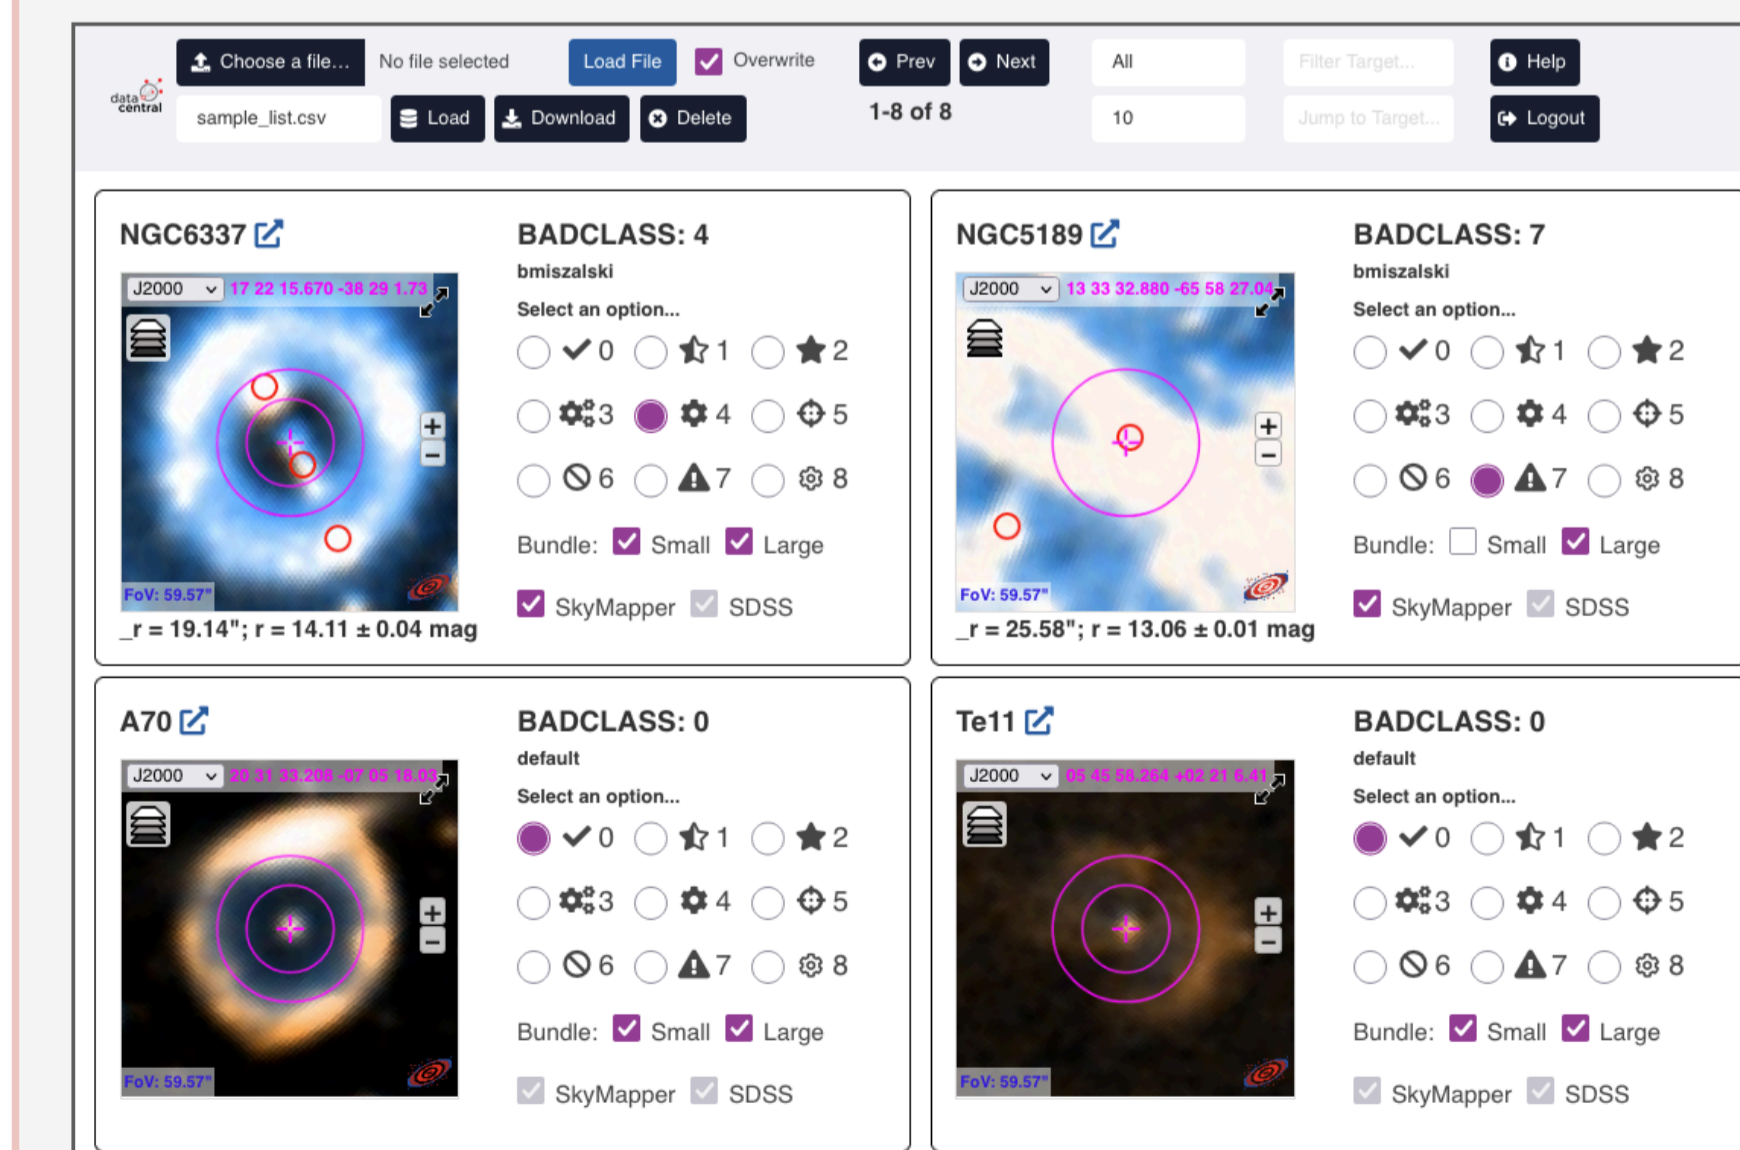 Choose a file... No file selected Load File Overwrite Prev Next All Filter Target... Help
data central
sample_list.csv Load Download Delete 1-8 of 8 10 Jump to Target... Logout
NGC6337
J2000 17 22 15.670 -38 29 1.73
FoV: 59.57"
_r = 19.14"; r = 14.11 ± 0.04 mag
BADCLASS: 4
bmiszalski
Select an option...
0 1 2
3 4 5
6 7 8
Bundle: Small Large
SkyMapper SDSS
NGC5189
J2000 13 33 32.880 -65 58 27.04
FoV: 59.57"
_r = 25.58"; r = 13.06 ± 0.01 mag
BADCLASS: 7
bmiszalski
Select an option...
0 1 2
3 4 5
6 7 8
Bundle: Small Large
SkyMapper SDSS
A70
J2000 20 31 33.208 -07 05 18.03
FoV: 59.57"
BADCLASS: 0
default
Select an option...
0 1 2
3 4 5
6 7 8
Bundle: Small Large
SkyMapper SDSS
Te11
J2000 05 45 58.264 +02 21 6.41
FoV: 59.57"
BADCLASS: 0
default
Select an option...
0 1 2
3 4 5
6 7 8
Bundle: Small Large
SkyMapper SDSS